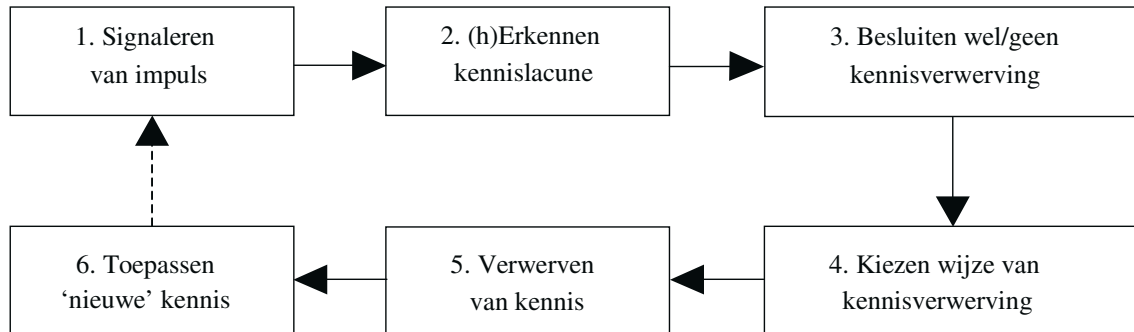 1. Signaleren
van impuls
2. (h)Erkennen
kennislacune
3. Besluiten wel/geen
kennisverwerving
4. Kiezen wijze van
kennisverwerving
5. Verwerven
van kennis
6. Toepassen
‘nieuwe’ kennis